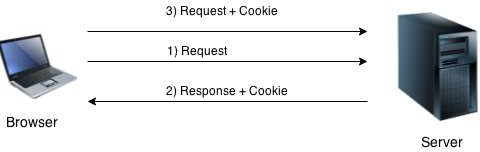 3) Request + Cookie
1) Request
2) Response + Cookie
Browser
Server